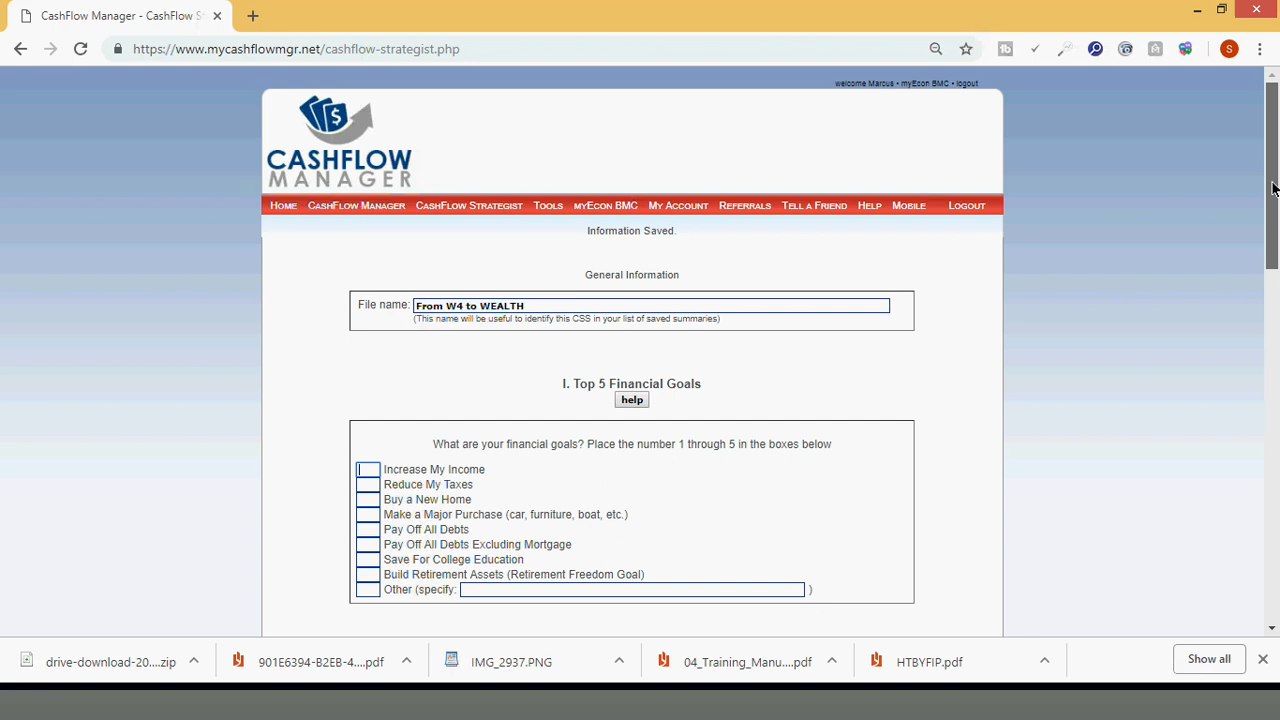 CashFlow Manager - CashFlow S
https://www.mycashflowmgr.net/cashflow-strategist.php
S
welcome Marcus • myEcon BMC • logout
$
CASHFLOW
MANAGER
HOME CASHFLOW MANAGER CASHFLOW STRATEGIST TOOLS MYECON BMC MY ACCOUNT REFERRALS TELL A FRIEND HELP MOBILE LOGOUT
Information Saved.
General Information
File name: From W4 to WEALTH
(This name will be useful to identify this CSS in your list of saved summaries)
I. Top 5 Financial Goals
help
What are your financial goals? Place the number 1 through 5 in the boxes below
Increase My Income
Reduce My Taxes
Buy a New Home
Make a Major Purchase (car, furniture, boat, etc.)
Pay Off All Debts
Pay Off All Debts Excluding Mortgage
Save For College Education
Build Retirement Assets (Retirement Freedom Goal)
Other (specify: )
drive-download-20....zip 901E6394-B2EB-4....pdf IMG_2937.PNG 04_Training_Manu....pdf HTBYFIP.pdf Show all